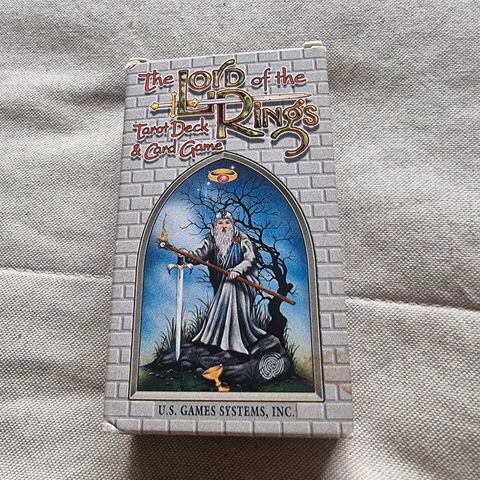 The Lord of the
Rings
Tarot Deck
& Card Game
U.S. GAMES SYSTEMS, INC.